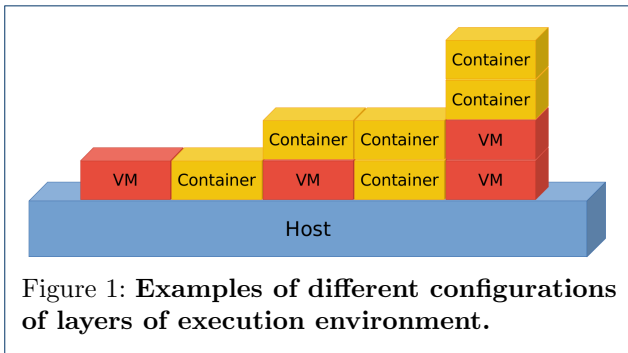 Container
Container
Container Container VM
VM Container VM Container VM
Host
Figure 1: Examples of different configurations
of layers of execution environment.